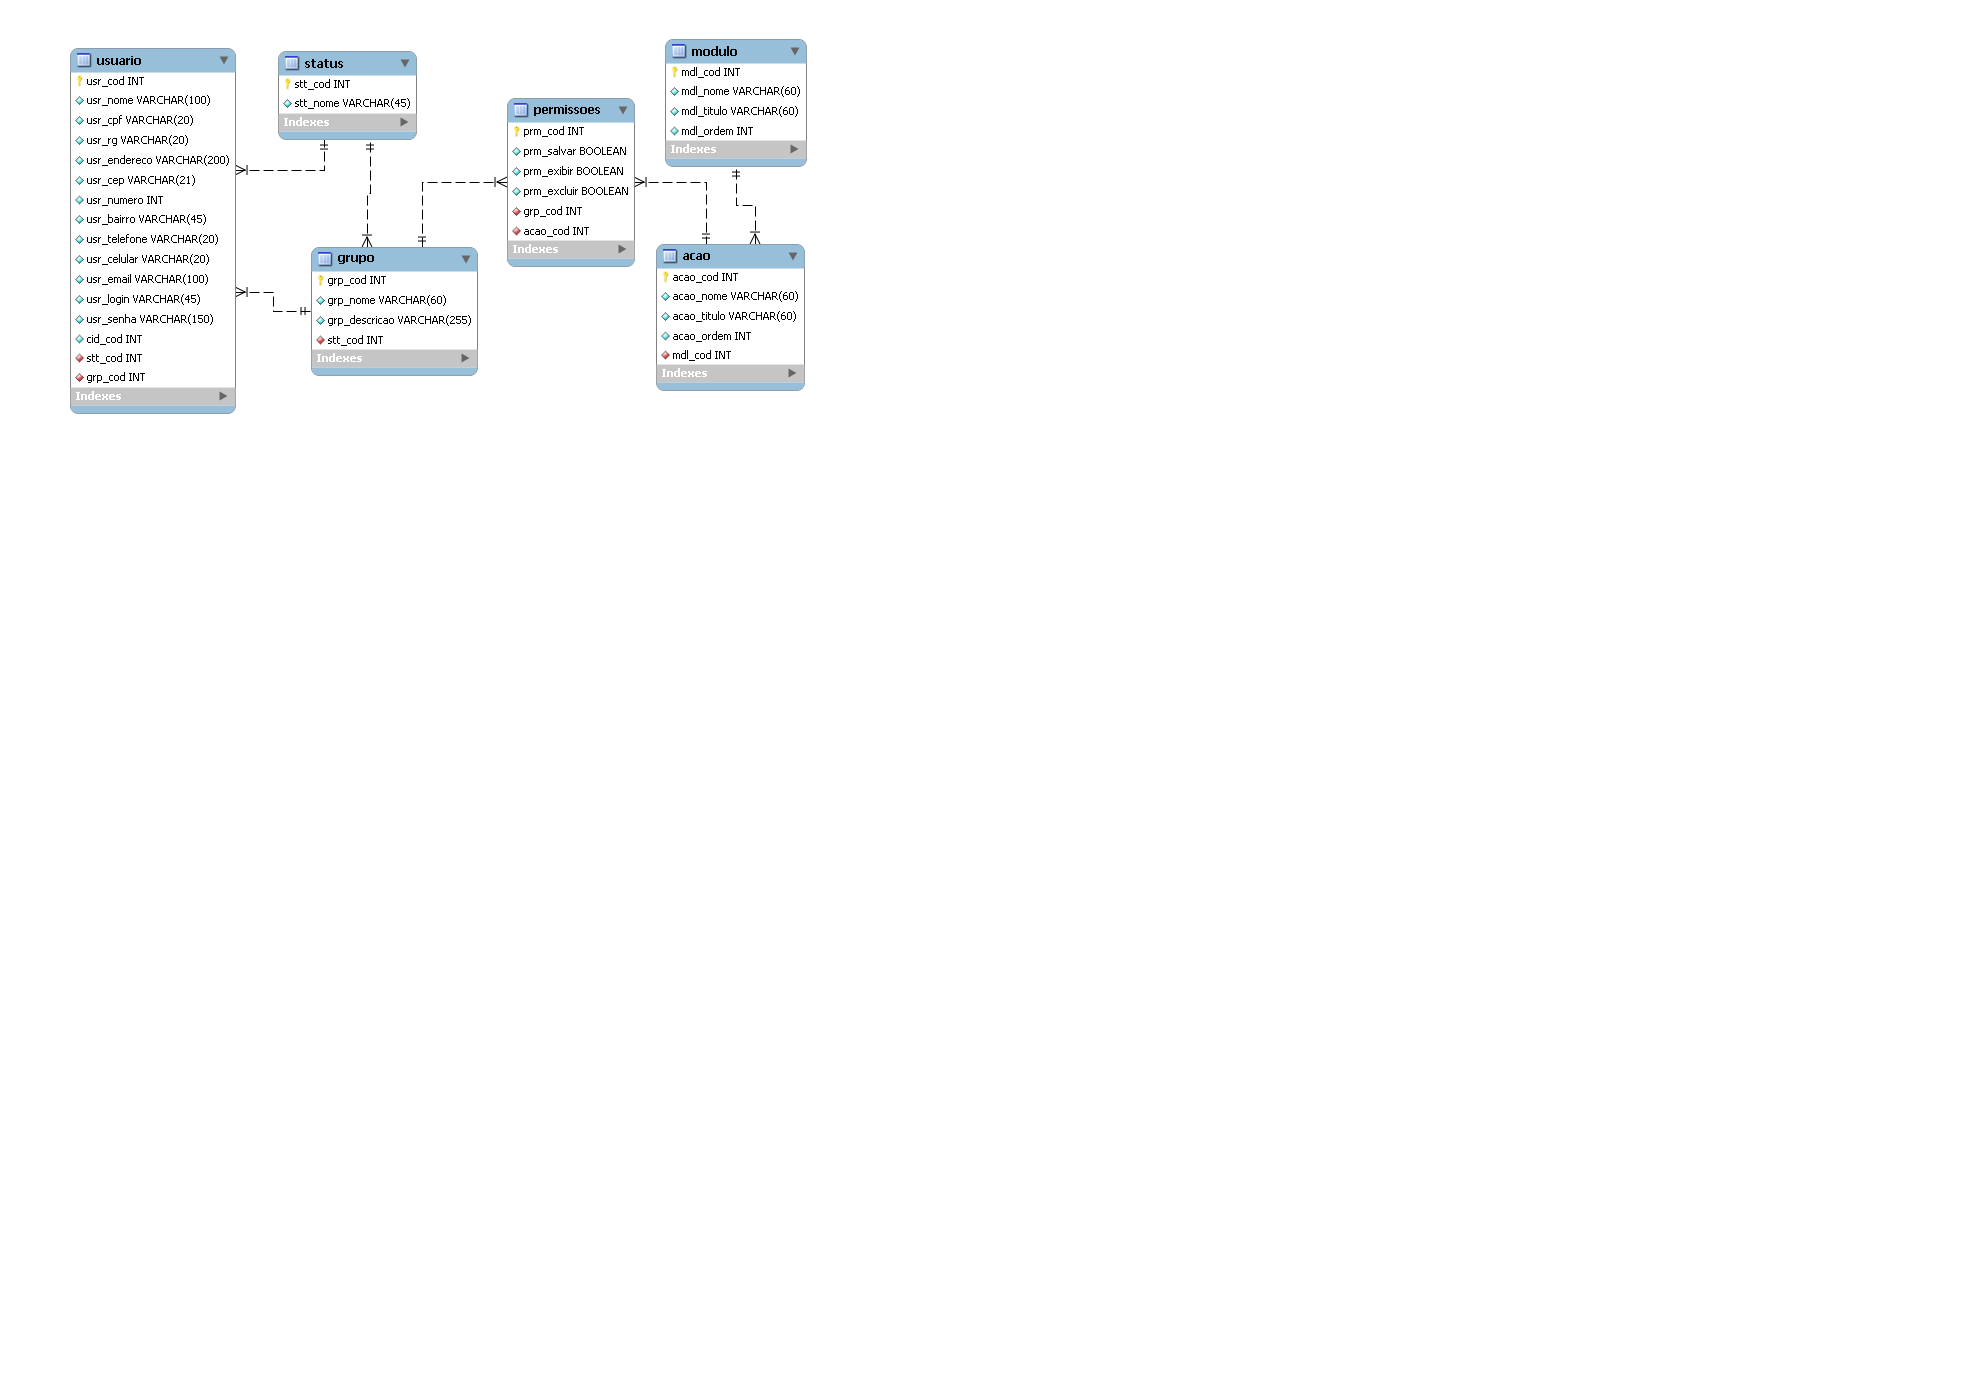 usuario
usr_cod INT
usr_nome VARCHAR(100)
usr_cpf VARCHAR(20)
usr_rg VARCHAR(20)
usr_endereco VARCHAR(200)
usr_cep VARCHAR(21)
usr_numero INT
usr_bairro VARCHAR(45)
usr_telefone VARCHAR(20)
usr_celular VARCHAR(20)
usr_email VARCHAR(100)
usr_login VARCHAR(45)
usr_senha VARCHAR(150)
cid_cod INT
stt_cod INT
grp_cod INT
Indexes
status
stt_cod INT
stt_nome VARCHAR(45)
Indexes
grupo
grp_cod INT
grp_nome VARCHAR(60)
grp_descricao VARCHAR(255)
stt_cod INT
Indexes
permissoes
prm_cod INT
prm_salvar BOOLEAN
prm_exibir BOOLEAN
prm_excluir BOOLEAN
grp_cod INT
acao_cod INT
Indexes
modulo
mdl_cod INT
mdl_nome VARCHAR(60)
mdl_titulo VARCHAR(60)
mdl_ordem INT
Indexes
acao
acao_cod INT
acao_nome VARCHAR(60)
acao_titulo VARCHAR(60)
acao_ordem INT
mdl_cod INT
Indexes